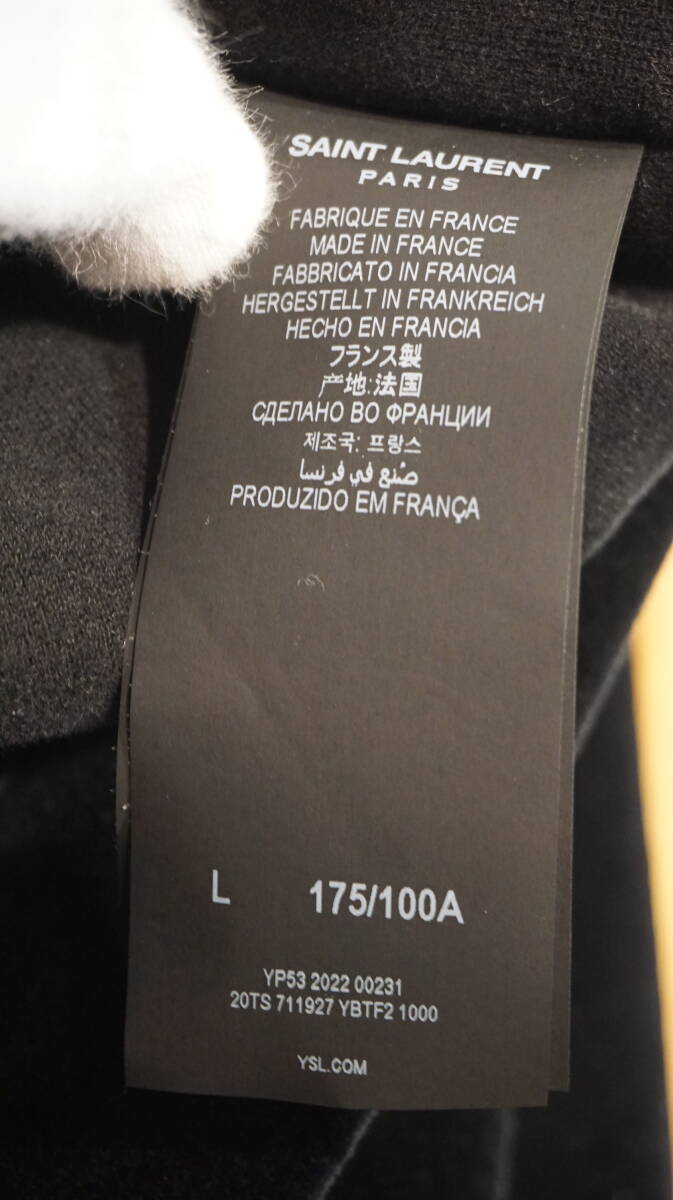 SAINT LAURENT
PARIS
FABRIQUE EN FRANCE
MADE IN FRANCE
FABBRICATO IN FRANCIA
HERGESTELLT IN FRANKREICH
HECHO EN FRANCIA
フランス製
产地:法国
СДЕЛАНО ВО ФРАНЦИИ
제조국: 프랑스
صُنع في فرنسا
PRODUZIDO EM FRANÇA
L 175/100A
YP53 2022 00231
20TS 711927 YBTF2 1000
YSL.COM